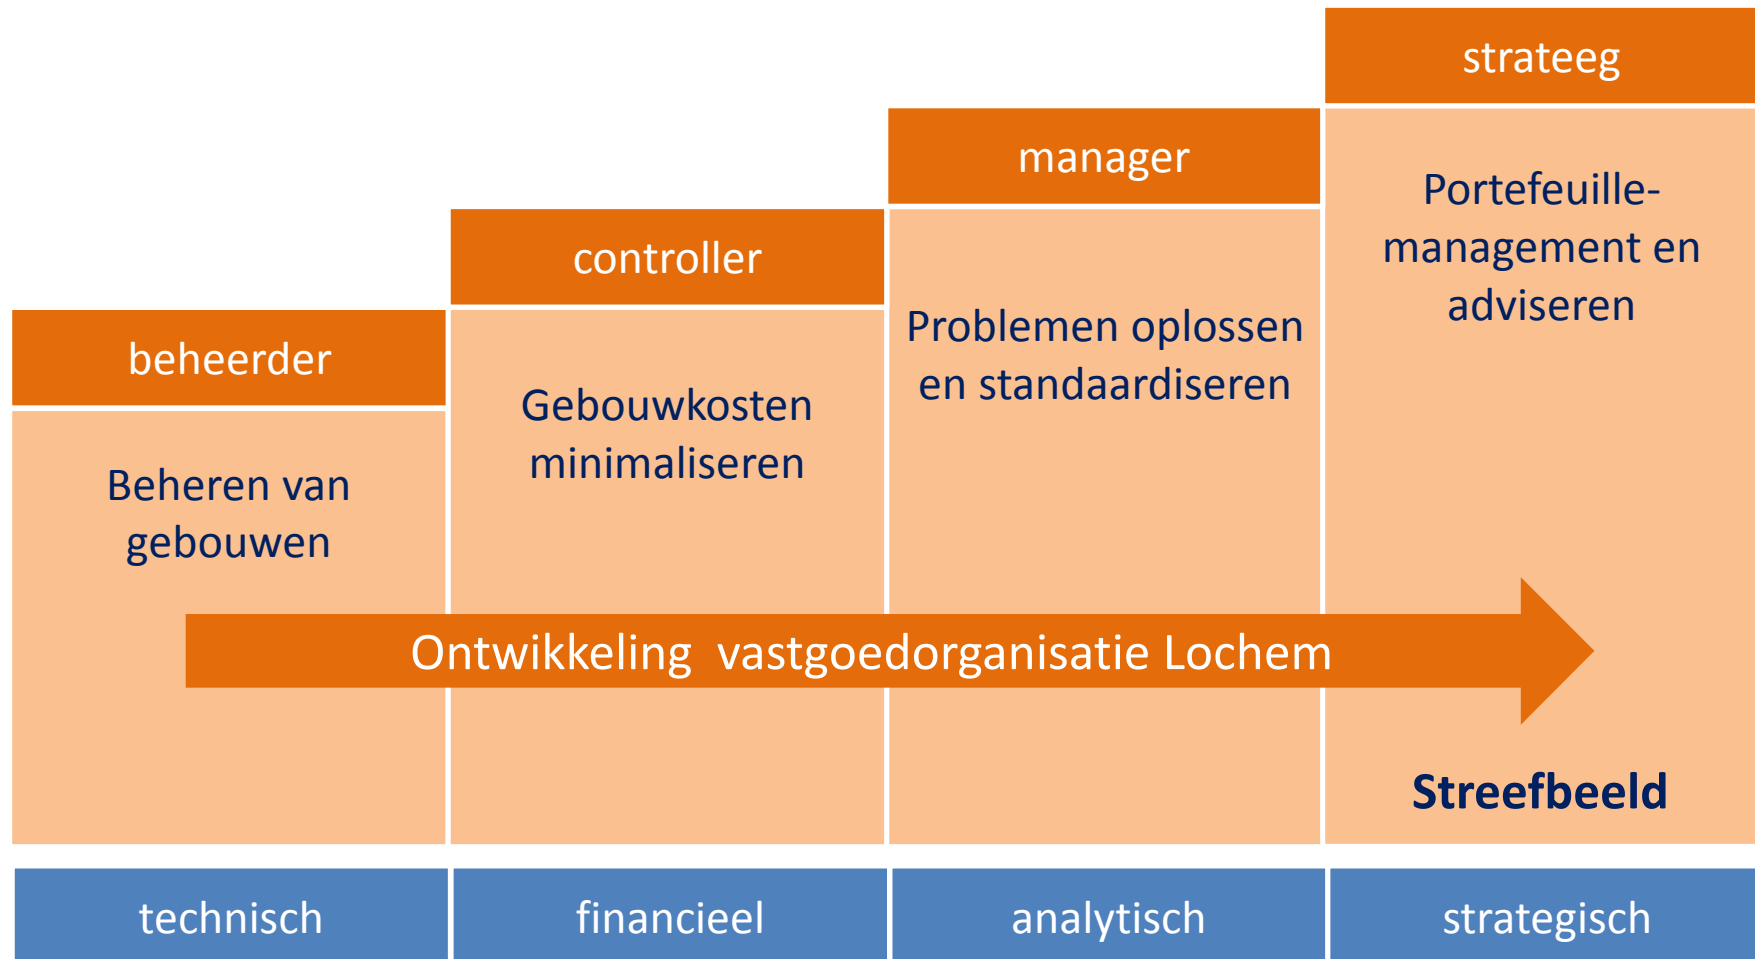 strateeg
Portefeuille-
management en
adviseren
manager
Problemen oplossen
en standaardiseren
controller
Gebouwkosten
minimaliseren
beheerder
Beheren van
gebouwen
Ontwikkeling  vastgoedorganisatie Lochem
Streefbeeld
technisch
financieel
analytisch
strategisch